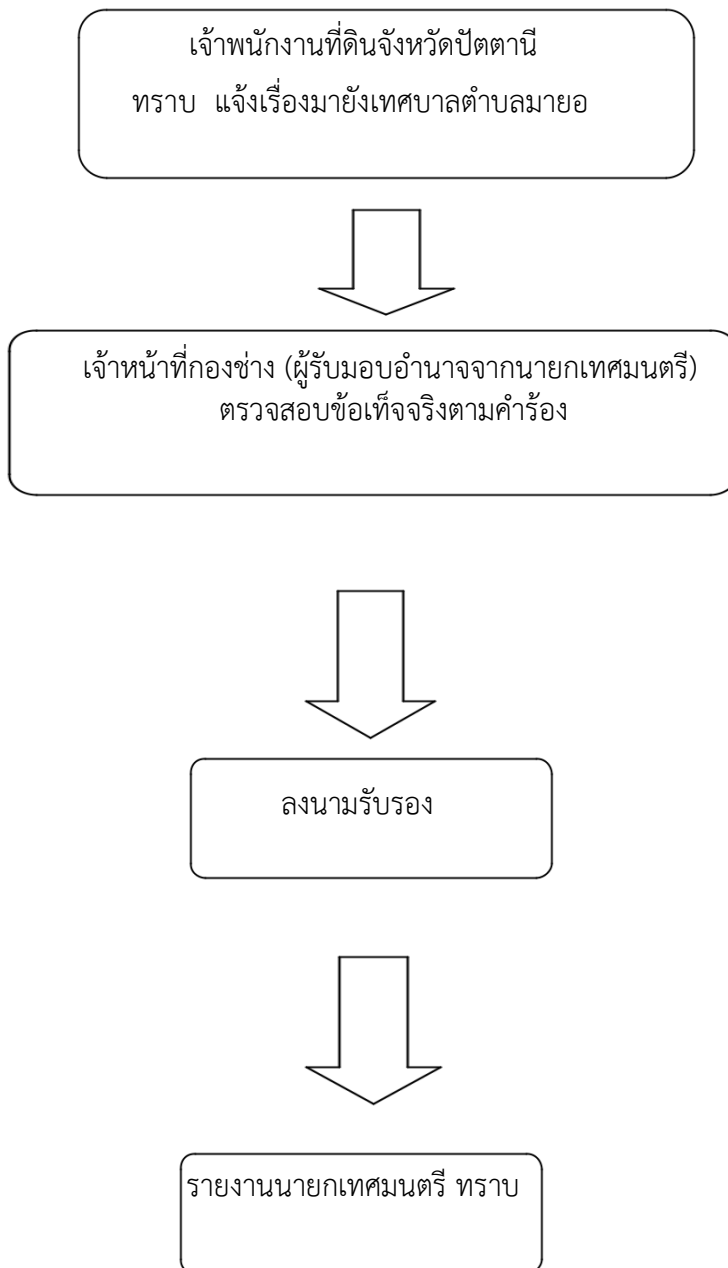 เจ้าพนักงานที่ดินจังหวัดปัตตานี
ทราบ แจ้งเรื่องมายังเทศบาลตำบลมายอ
เจ้าหน้าที่กองช่าง (ผู้รับมอบอำนาจจากนายกเทศมนตรี)
ตรวจสอบข้อเท็จจริงตามคำร้อง
ลงนามรับรอง
รายงานนายกเทศมนตรี ทราบ